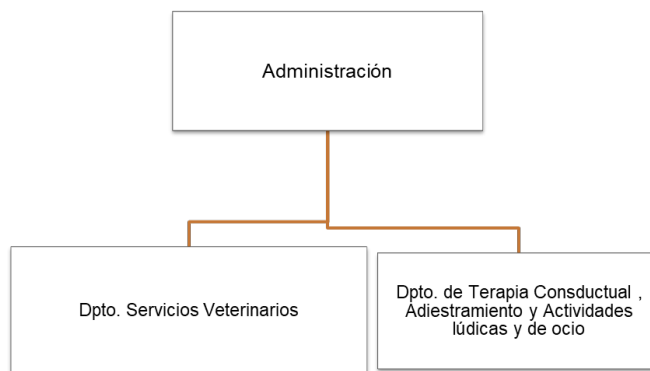 Administración
Dpto. Servicios Veterinarios
Dpto. de Terapia Consductual ,
Adiestramiento y Actividades
lúdicas y de ocio